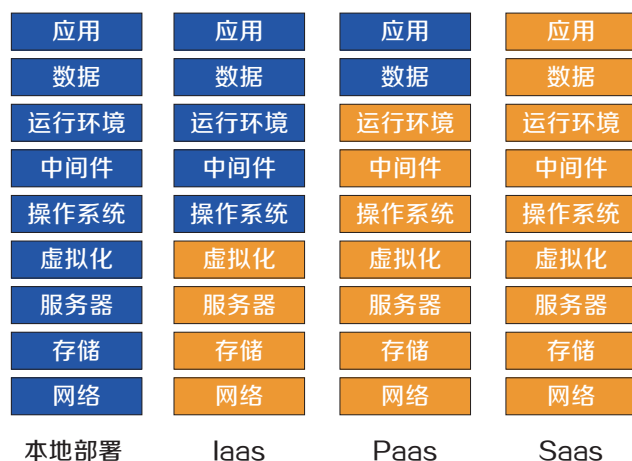 应用 应用 应用 应用
数据 数据 数据 数据
运行环境 运行环境 运行环境 运行环境
中间件 中间件 中间件 中间件
操作系统 操作系统 操作系统 操作系统
虚拟化 虚拟化 虚拟化 虚拟化
服务器 服务器 服务器 服务器
存储 存储 存储 存储
网络 网络 网络 网络
本地部署 Iaas Paas Saas